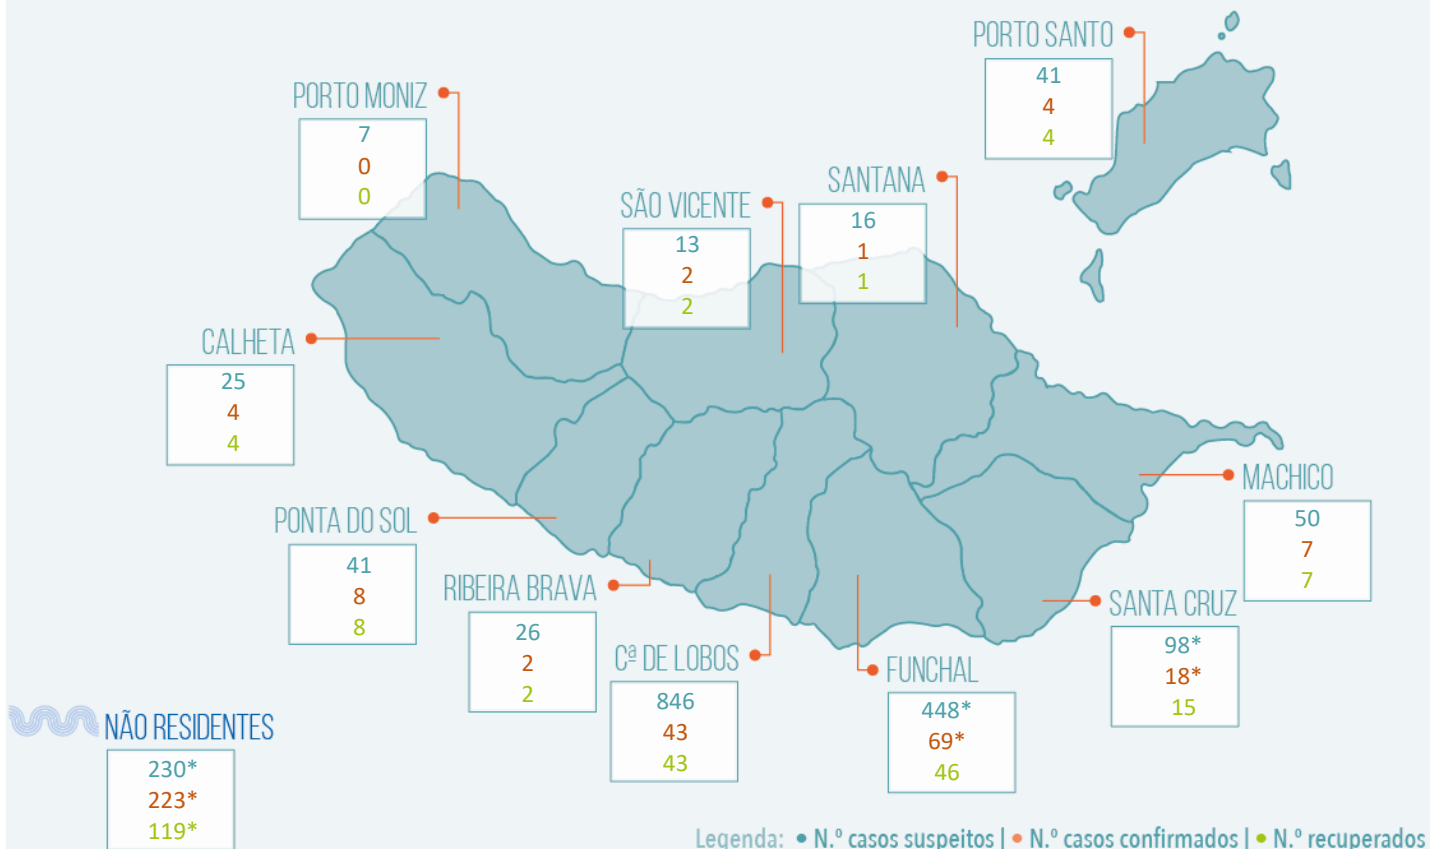 PORTO SANTO
41
4
4
PORTO MONIZ
7
0
0
SANTANA
16
1
1
SÃO VICENTE
13
2
2
CALHETA
25
4
4
MACHICO
50
7
7
PONTA DO SOL
41
8
8
RIBEIRA BRAVA
26
2
2
SANTA CRUZ
98*
18*
15
Cª DE LOBOS
846
43
43
FUNCHAL
448*
69*
46
NÃO RESIDENTES
230*
223*
119*
Legenda: • N.º casos suspeitos | • N.º casos confirmados | • N.º recuperados